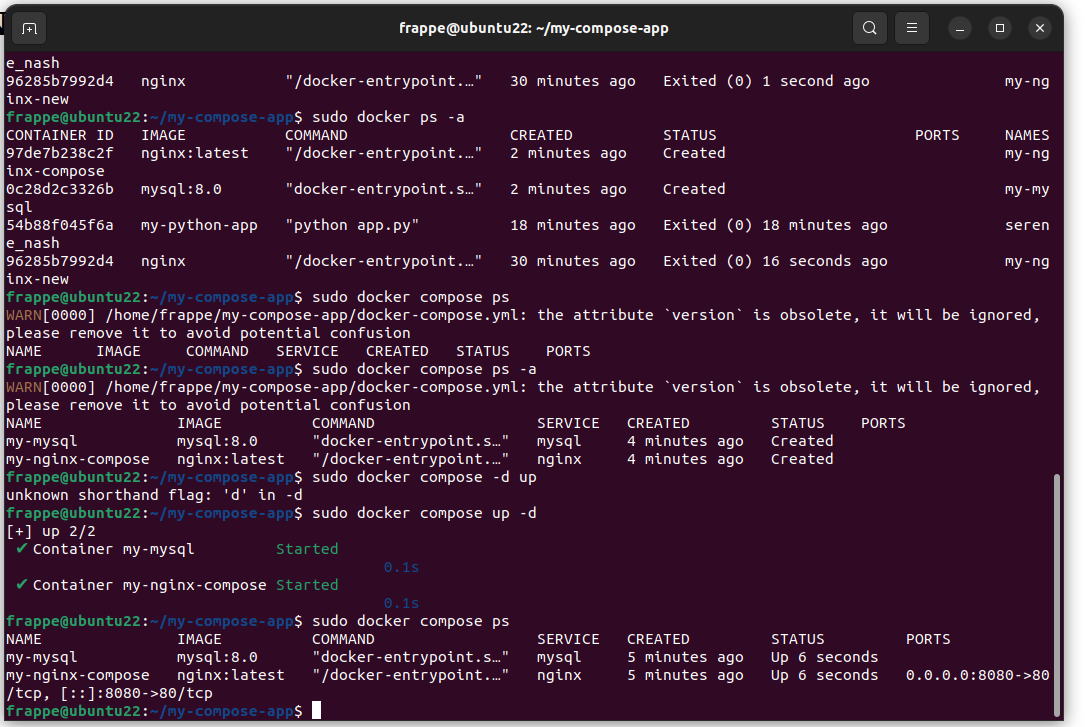 frappe@ubuntu22: ~/my-compose-app
e_nash
96285b7992d4   nginx           "/docker-entrypoint.…"   30 minutes ago   Exited (0) 1 second ago               my-ng
inx-new
frappe@ubuntu22:~/my-compose-app$ sudo docker ps -a
CONTAINER ID   IMAGE           COMMAND                  CREATED          STATUS                      PORTS     NAMES
97de7b238c2f   nginx:latest    "/docker-entrypoint.…"   2 minutes ago    Created                               my-ng
inx-compose
0c28d2c3326b   mysql:8.0       "docker-entrypoint.s…"   2 minutes ago    Created                               my-my
sql
54b88f045f6a   my-python-app   "python app.py"          18 minutes ago   Exited (0) 18 minutes ago             seren
e_nash
96285b7992d4   nginx           "/docker-entrypoint.…"   30 minutes ago   Exited (0) 16 seconds ago             my-ng
inx-new
frappe@ubuntu22:~/my-compose-app$ sudo docker compose ps
WARN[0000] /home/frappe/my-compose-app/docker-compose.yml: the attribute `version` is obsolete, it will be ignored,
please remove it to avoid potential confusion
NAME      IMAGE     COMMAND   SERVICE   CREATED   STATUS    PORTS
frappe@ubuntu22:~/my-compose-app$ sudo docker compose ps -a
WARN[0000] /home/frappe/my-compose-app/docker-compose.yml: the attribute `version` is obsolete, it will be ignored,
please remove it to avoid potential confusion
NAME               IMAGE          COMMAND                  SERVICE   CREATED         STATUS    PORTS
my-mysql           mysql:8.0      "docker-entrypoint.s…"   mysql     4 minutes ago   Created
my-nginx-compose   nginx:latest   "/docker-entrypoint.…"   nginx     4 minutes ago   Created
frappe@ubuntu22:~/my-compose-app$ sudo docker compose -d up
unknown shorthand flag: 'd' in -d
frappe@ubuntu22:~/my-compose-app$ sudo docker compose up -d
[+] up 2/2
 ✔ Container my-mysql         Started
                                          0.1s
 ✔ Container my-nginx-compose Started
                                          0.1s
frappe@ubuntu22:~/my-compose-app$ sudo docker compose ps
NAME               IMAGE          COMMAND                  SERVICE   CREATED         STATUS         PORTS
my-mysql           mysql:8.0      "docker-entrypoint.s…"   mysql     5 minutes ago   Up 6 seconds
my-nginx-compose   nginx:latest   "/docker-entrypoint.…"   nginx     5 minutes ago   Up 6 seconds   0.0.0.0:8080->80
/tcp, [::]:8080->80/tcp
frappe@ubuntu22:~/my-compose-app$